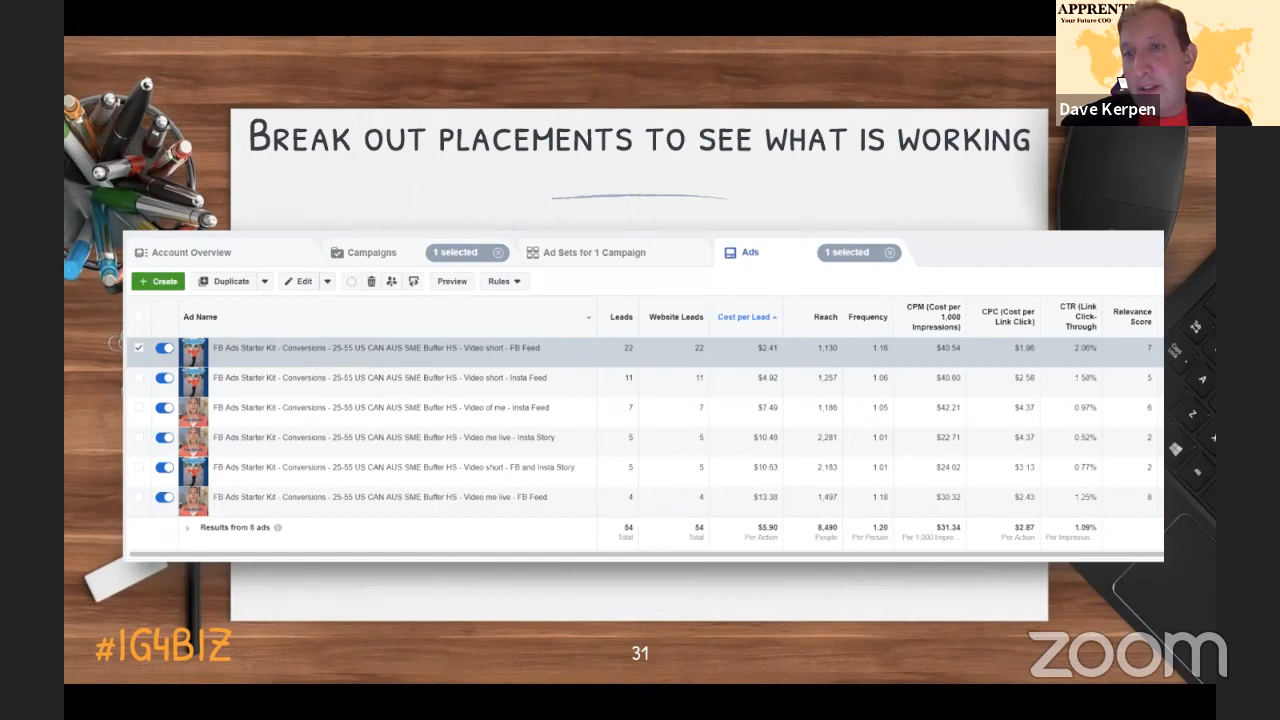 APPRENTI
Your Future COO
Dave Kerpen
BREAK OUT PLACEMENTS TO SEE WHAT IS WORKING
Account Overview Campaigns 1 selected Ad Sets for 1 Campaign Ads 1 selected
+ Create Duplicate Edit Preview Rules
Ad Name Leads Website Leads Cost per Lead Reach Frequency CPM (Cost per 1,000 Impressions) CPC (Cost per Link Click) CTR (Link Click-Through Relevance Score
FB Ads Starter Kit - Conversions - 25-55 US CAN AUS SME Buffer HS - Video short - FB Feed 22 22 $2.41 1,130 1.16 $40.54 $1.96 2.06% 7
FB Ads Starter Kit - Conversions - 25-55 US CAN AUS SME Buffer HS - Video short - Insta Feed 11 11 $4.92 1,257 1.06 $40.60 $2.58 1.58% 5
FB Ads Starter Kit - Conversions - 25-55 US CAN AUS SME Buffer HS - Video of me - Insta Feed 7 7 $7.49 1,186 1.05 $42.21 $4.37 0.97% 6
FB Ads Starter Kit - Conversions - 25-55 US CAN AUS SME Buffer HS - Video me live - Insta Story 5 5 $10.48 2,281 1.01 $22.71 $4.37 0.52% 2
FB Ads Starter Kit - Conversions - 25-55 US CAN AUS SME Buffer HS - Video short - FB and Insta Story 5 5 $10.63 2,183 1.01 $24.02 $3.13 0.77% 2
FB Ads Starter Kit - Conversions - 25-55 US CAN AUS SME Buffer HS - Video me live - FB Feed 4 4 $13.38 1,497 1.18 $30.32 $2.43 1.25% 8
Results from 6 ads 54 54 $5.90 8,490 1.20 $31.34 $2.87 1.09%
Total Total Per Action People Per Person Per 1,000 Impre... Per Action Per Impressio...
#IG4BIZ
31
zoom